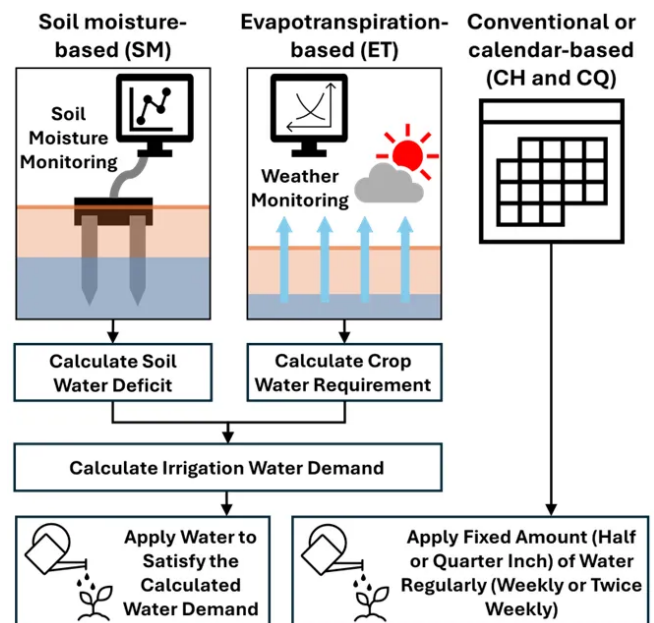 Soil moisture-
based (SM)
Evapotranspiration-
based (ET)
Conventional or
calendar-based
(CH and CQ)
Soil
Moisture
Monitoring
Weather
Monitoring
Calculate Soil
Water Deficit
Calculate Crop
Water Requirement
Calculate Irrigation Water Demand
Apply Water to
Satisfy the
Calculated
Water Demand
Apply Fixed Amount (Half
or Quarter Inch) of Water
Regularly (Weekly or Twice
Weekly)